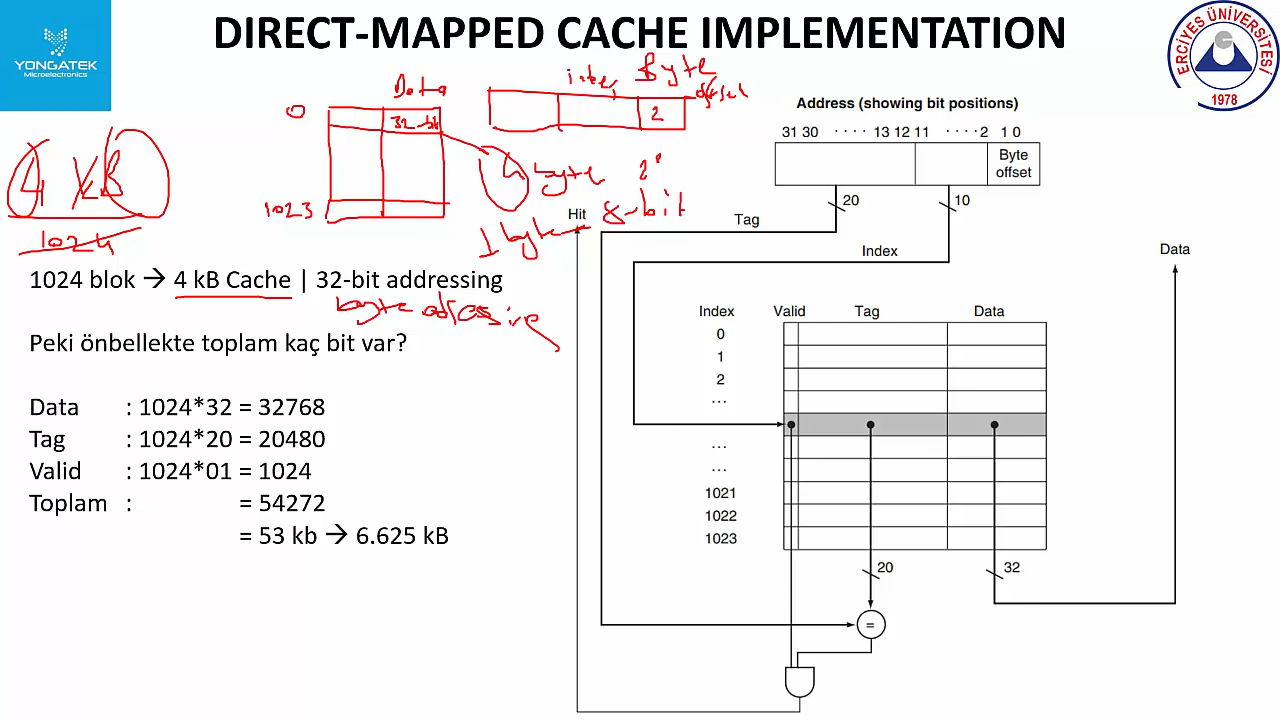 DIRECT-MAPPED CACHE IMPLEMENTATION
YONGATEK
Microelectronics
ERCİYES ÜNİVERSİTESİ
1978
4 kB
1024
Data
0
32-bit
1023
Byte
offset
2
byte
8-bit
1 byte
1024 blok → 4 kB Cache | 32-bit addressing
Peki önbellekte toplam kaç bit var?
Data : 1024*32 = 32768
Tag : 1024*20 = 20480
Valid : 1024*01 = 1024
Toplam : = 54272
= 53 kb → 6.625 kB
Address (showing bit positions)
31 30 · · · · 13 12 11 · · · · 2 1 0
Byte
offset
20
10
Hit
Tag
Index
Data
Index Valid Tag Data
0
1
2
...
...
...
1021
1022
1023
20
32
=